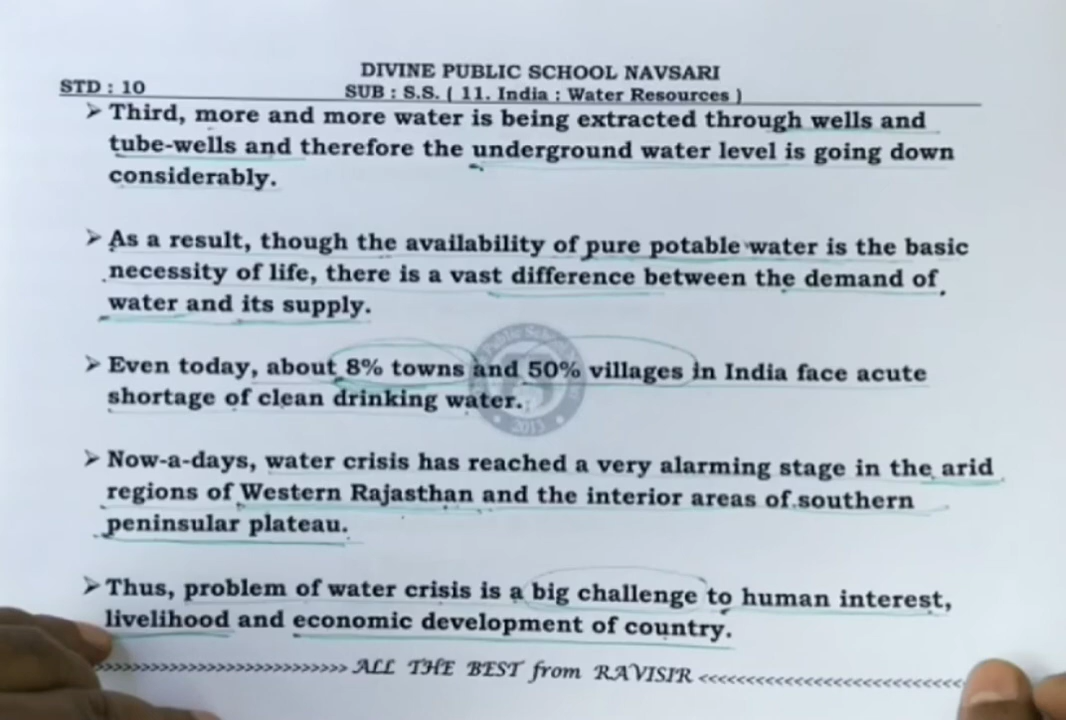 DIVINE PUBLIC SCHOOL NAVSARI
STD : 10
SUB : S.S. ( 11. India : Water Resources )
➢ Third, more and more water is being extracted through wells and
tube-wells and therefore the underground water level is going down
considerably.
➢ As a result, though the availability of pure potable water is the basic
necessity of life, there is a vast difference between the demand of
water and its supply.
➢ Even today, about 8% towns and 50% villages in India face acute
shortage of clean drinking water.
➢ Now-a-days, water crisis has reached a very alarming stage in the arid
regions of Western Rajasthan and the interior areas of southern
peninsular plateau.
➢ Thus, problem of water crisis is a big challenge to human interest,
livelihood and economic development of country.
>>>>>>>>>>>>>>>>>>>>>>>>>>>> ALL THE BEST from RAVISIR <<<<<<<<<<<<<<<<<<<<<<<<<<<<<<<<
Public School
2013